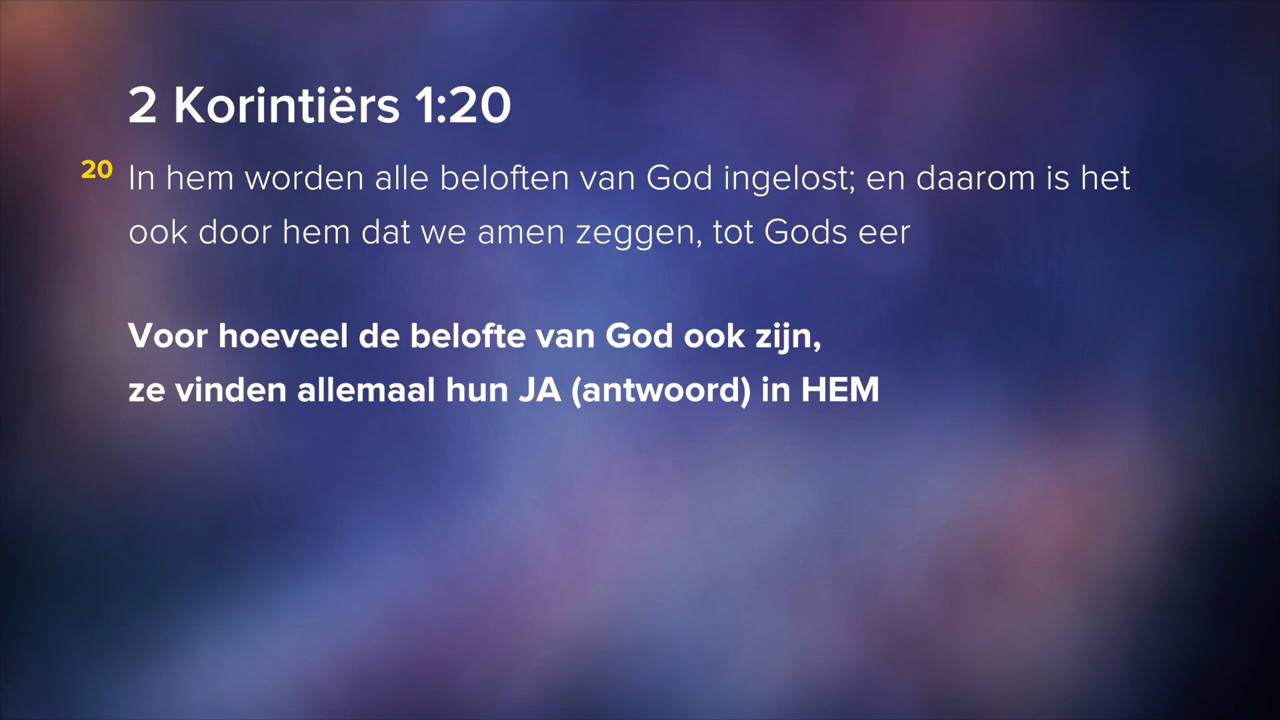 2 Korintiërs 1:20
20 In hem worden alle beloften van God ingelost; en daarom is het
ook door hem dat we amen zeggen, tot Gods eer
Voor hoeveel de belofte van God ook zijn,
ze vinden allemaal hun JA (antwoord) in HEM